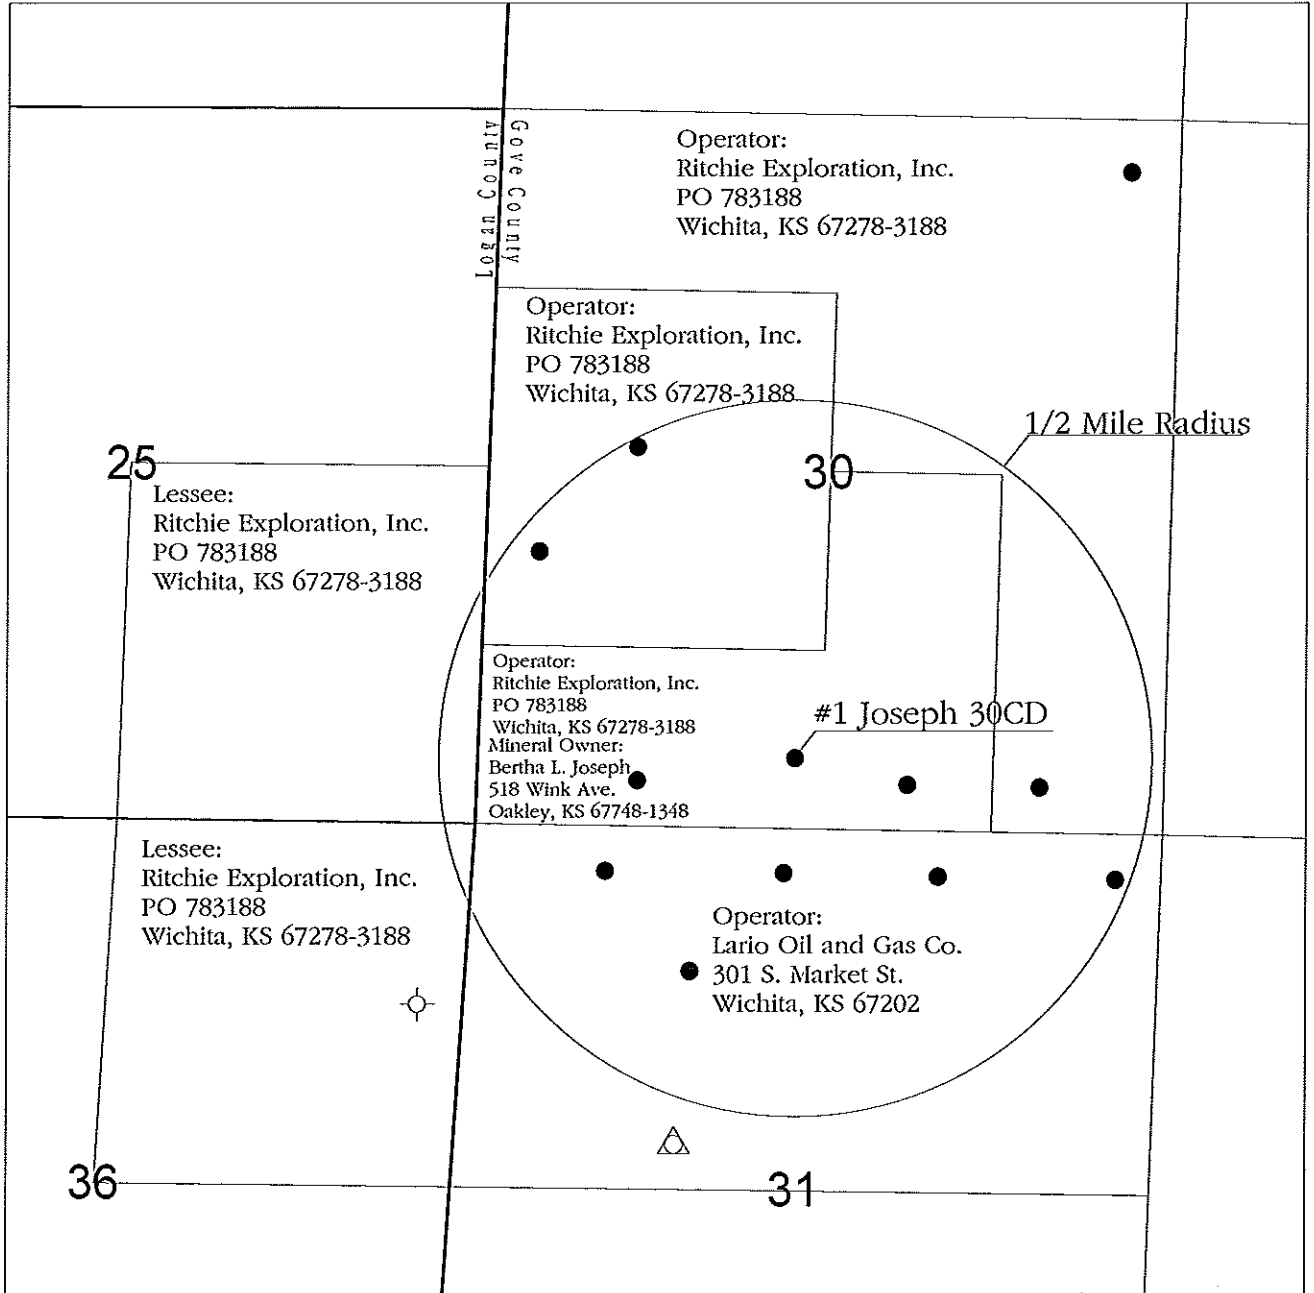 Logan County
Gove County
Operator:
Ritchie Exploration, Inc.
PO 783188
Wichita, KS 67278-3188
Operator:
Ritchie Exploration, Inc.
PO 783188
Wichita, KS 67278-3188
1/2 Mile Radius
25
30
Lessee:
Ritchie Exploration, Inc.
PO 783188
Wichita, KS 67278-3188
Operator:
Ritchie Exploration, Inc.
PO 783188
Wichita, KS 67278-3188
Mineral Owner:
Bertha L. Joseph
518 Wink Ave.
Oakley, KS 67748-1348
#1 Joseph 30CD
Lessee:
Ritchie Exploration, Inc.
PO 783188
Wichita, KS 67278-3188
Operator:
Lario Oil and Gas Co.
301 S. Market St.
Wichita, KS 67202
36
31